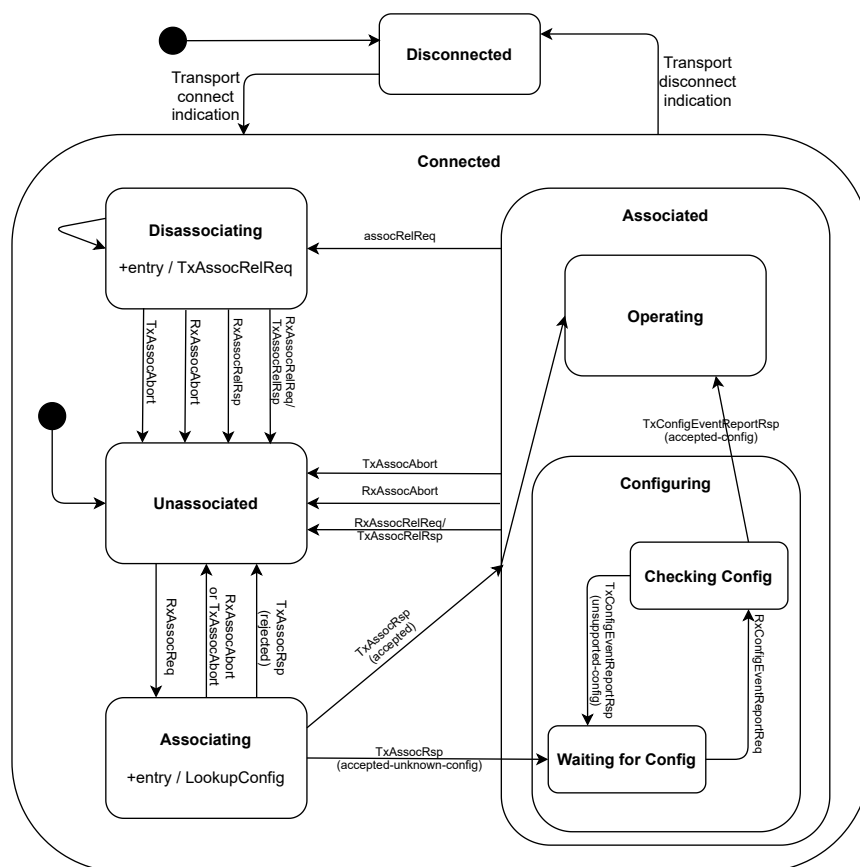 Disconnected
Transport
connect
indication
Transport
disconnect
indication
Connected
Disassociating
+entry / TxAssocRelReq
assocRelReq
Associated
Operating
TxAssocAbort
RxAssocAbort
RxAssocRelRsp
RxAssocRelReq/
TxAssocRelRsp
TxConfigEventReportRsp
(accepted-config)
Unassociated
TxAssocAbort
RxAssocAbort
RxAssocRelReq/
TxAssocRelRsp
Configuring
Checking Config
TxConfigEventReportRsp
(unsupported-config)
RxConfigEventReportReq
RxAssocReq
RxAssocAbort
or TxAssocAbort
TxAssocRsp
(rejected)
TxAssocRsp
(accepted)
Associating
+entry / LookupConfig
TxAssocRsp
(accepted-unknown-config)
Waiting for Config